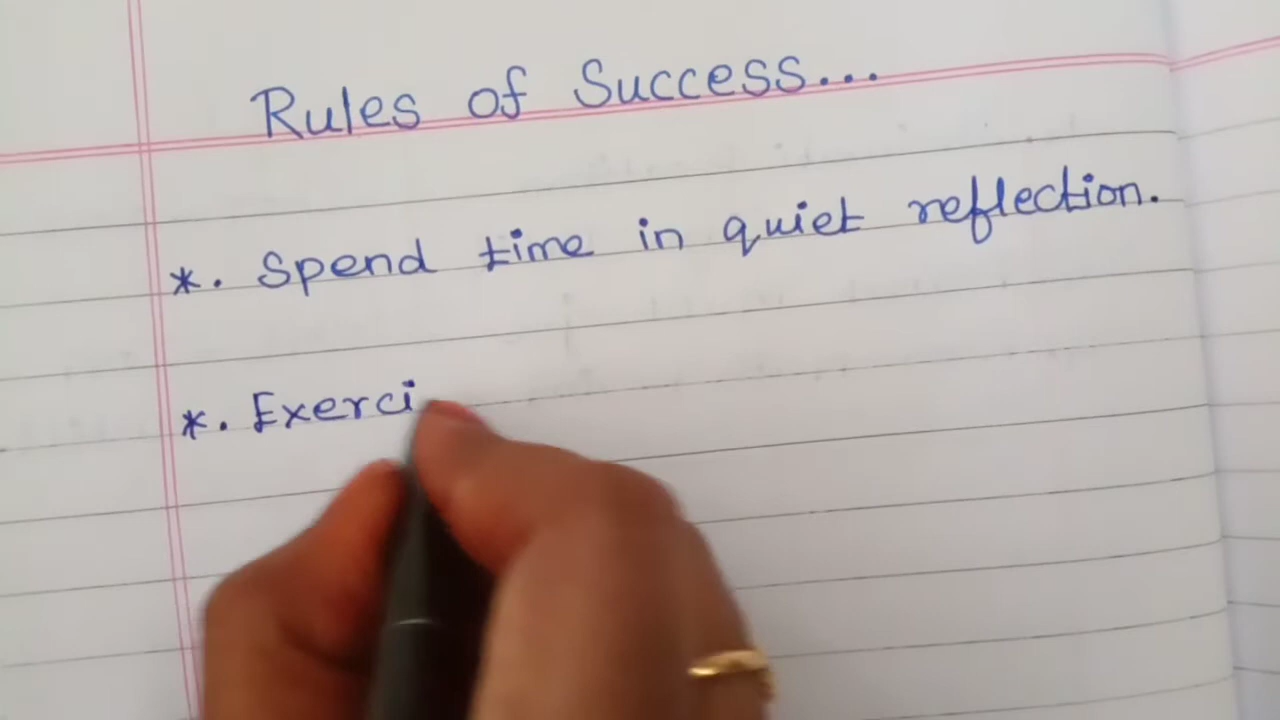 Rules of Success...
*. Spend time in quiet reflection.
*. Exerci